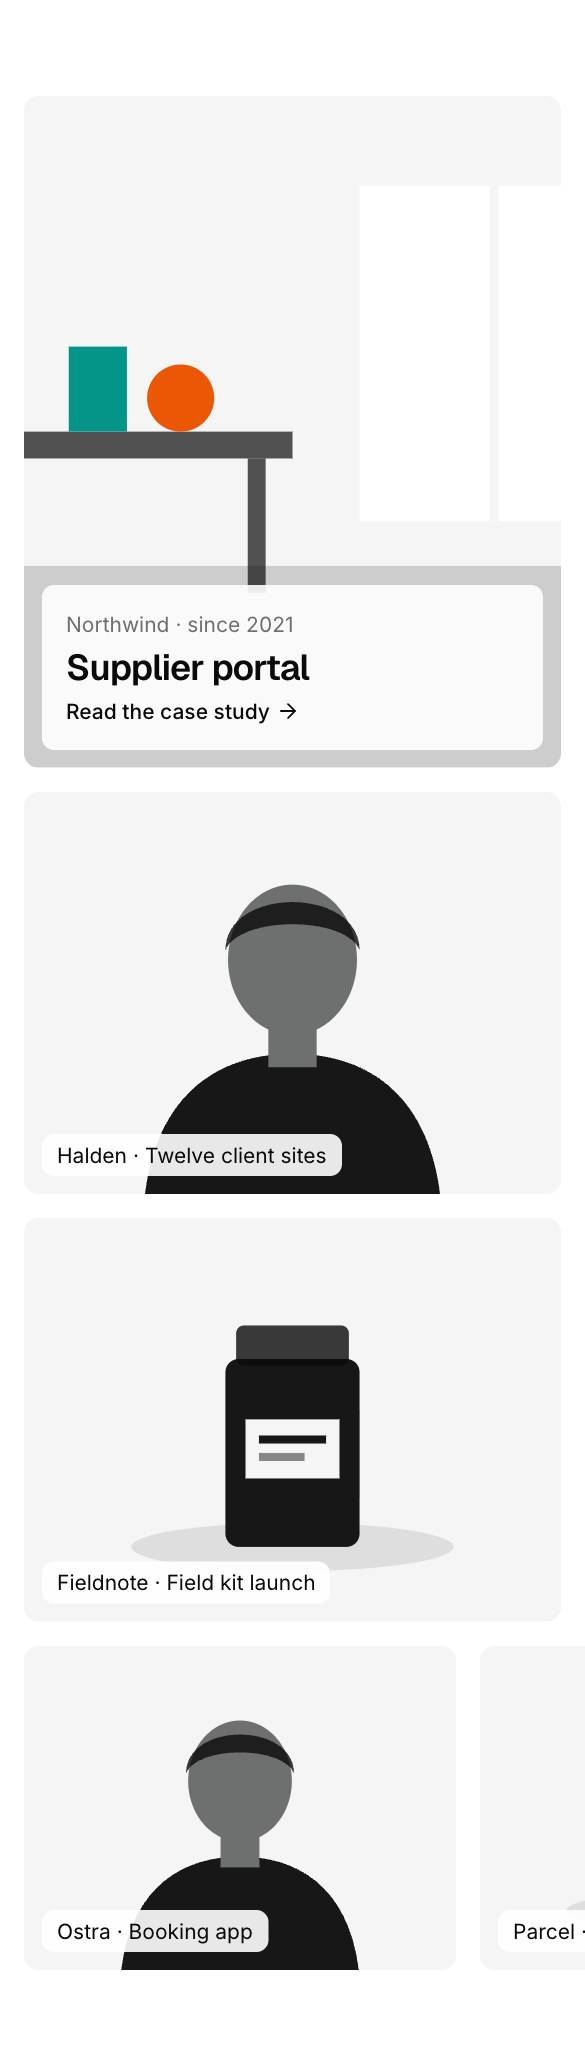 Northwind · since 2021
Supplier portal
Read the case study →
Halden · Twelve client sites
Fieldnote · Field kit launch
Ostra · Booking app
Parcel ·